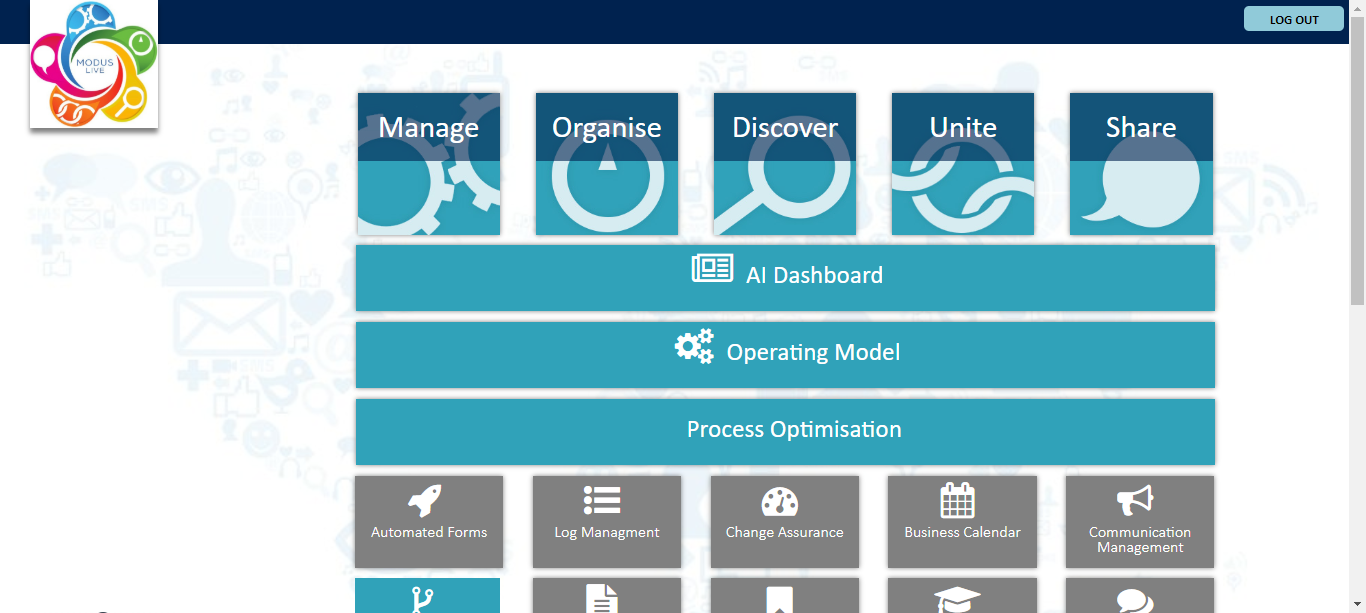 LOG OUT
MODUS
LIVE
Manage
Organise
Discover
Unite
Share
AI Dashboard
Operating Model
Process Optimisation
Automated Forms
Log Managment
Change Assurance
Business Calendar
Communication
Management